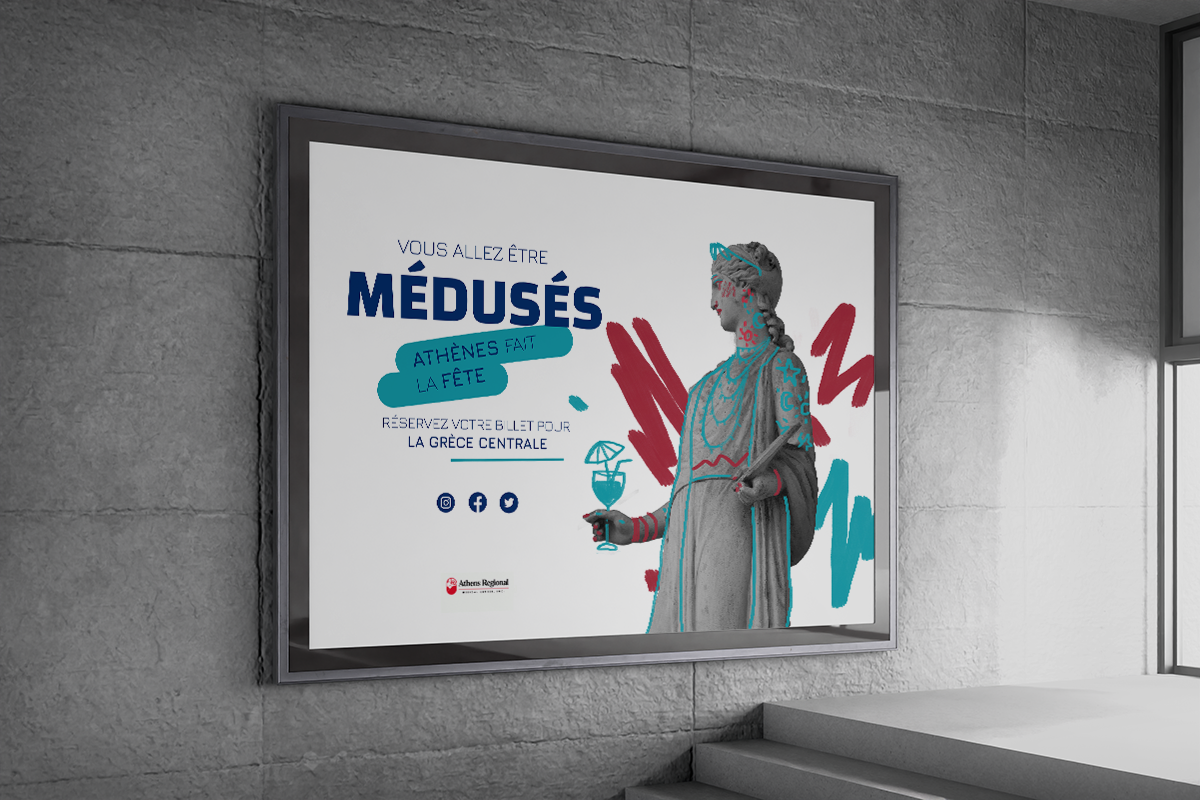 VOUS ALLEZ ÊTRE
MÉDUSÉS
ATHÈNES FAIT
LA FÊTE
RÉSERVEZ VOTRE BILLET POUR
LA GRÈCE CENTRALE
Athens Regional